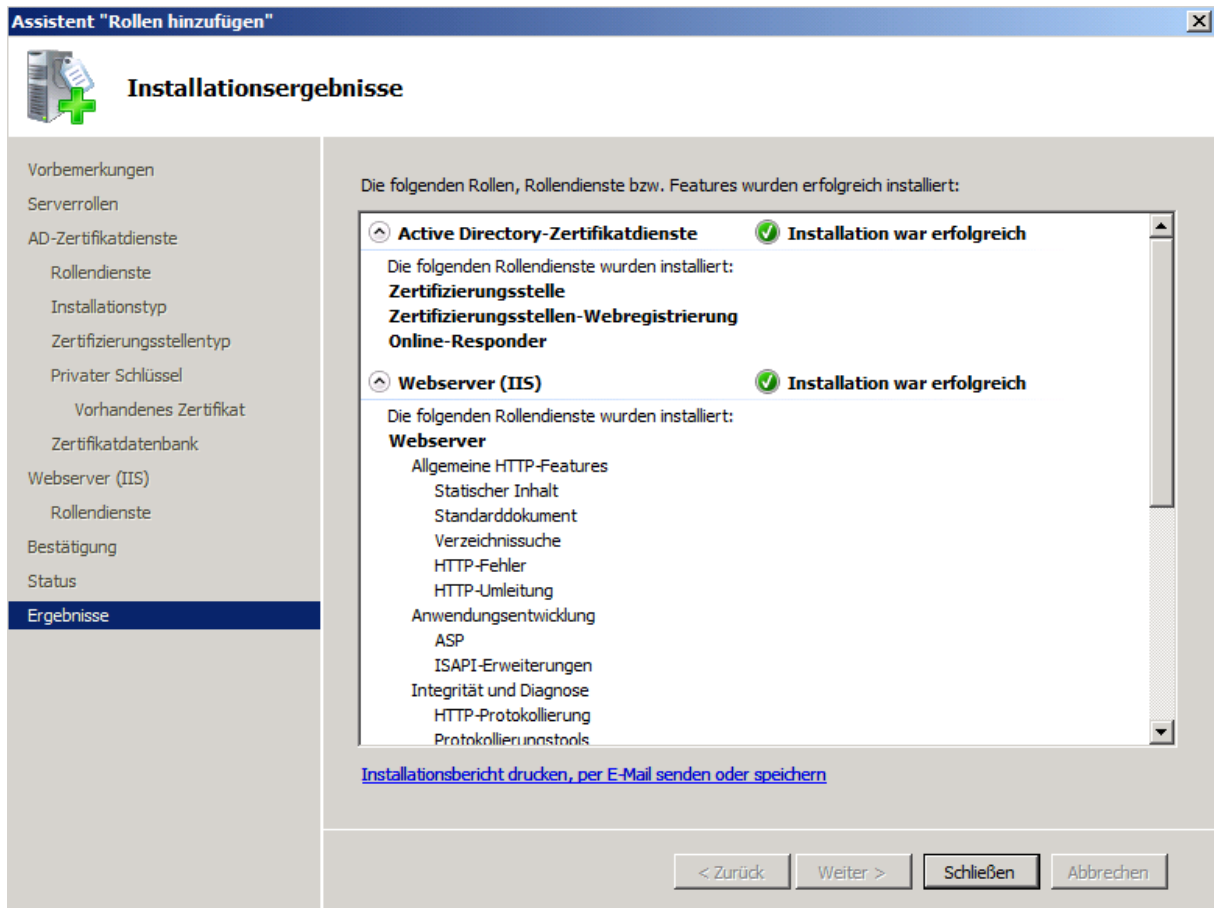 Assistent "Rollen hinzufügen"
Installationsergebnisse
Vorbemerkungen
Serverrollen
AD-Zertifikatdienste
Rollendienste
Installationstyp
Zertifizierungsstellentyp
Privater Schlüssel
Vorhandenes Zertifikat
Zertifikatdatenbank
Webserver (IIS)
Rollendienste
Bestätigung
Status
Ergebnisse
Die folgenden Rollen, Rollendienste bzw. Features wurden erfolgreich installiert:
Active Directory-Zertifikatdienste Installation war erfolgreich
Die folgenden Rollendienste wurden installiert:
Zertifizierungsstelle
Zertifizierungsstellen-Webregistrierung
Online-Responder
Webserver (IIS) Installation war erfolgreich
Die folgenden Rollendienste wurden installiert:
Webserver
Allgemeine HTTP-Features
Statischer Inhalt
Standarddokument
Verzeichnissuche
HTTP-Fehler
HTTP-Umleitung
Anwendungsentwicklung
ASP
ISAPI-Erweiterungen
Integrität und Diagnose
HTTP-Protokollierung
Protokollierungstools
Installationsbericht drucken, per E-Mail senden oder speichern
< Zurück Weiter > Schließen Abbrechen